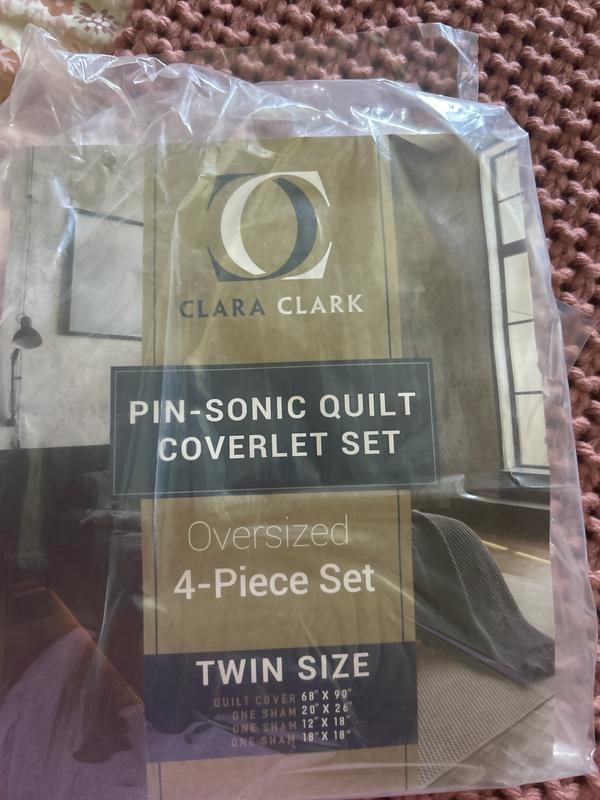 CLARA CLARK
PIN-SONIC QUILT
COVERLET SET
Oversized
4-Piece Set
TWIN SIZE
QUILT COVER 68" X 90"
ONE SHAM 20" X 26"
ONE SHAM 12" X 18"
ONE SHAM 18" X 18"